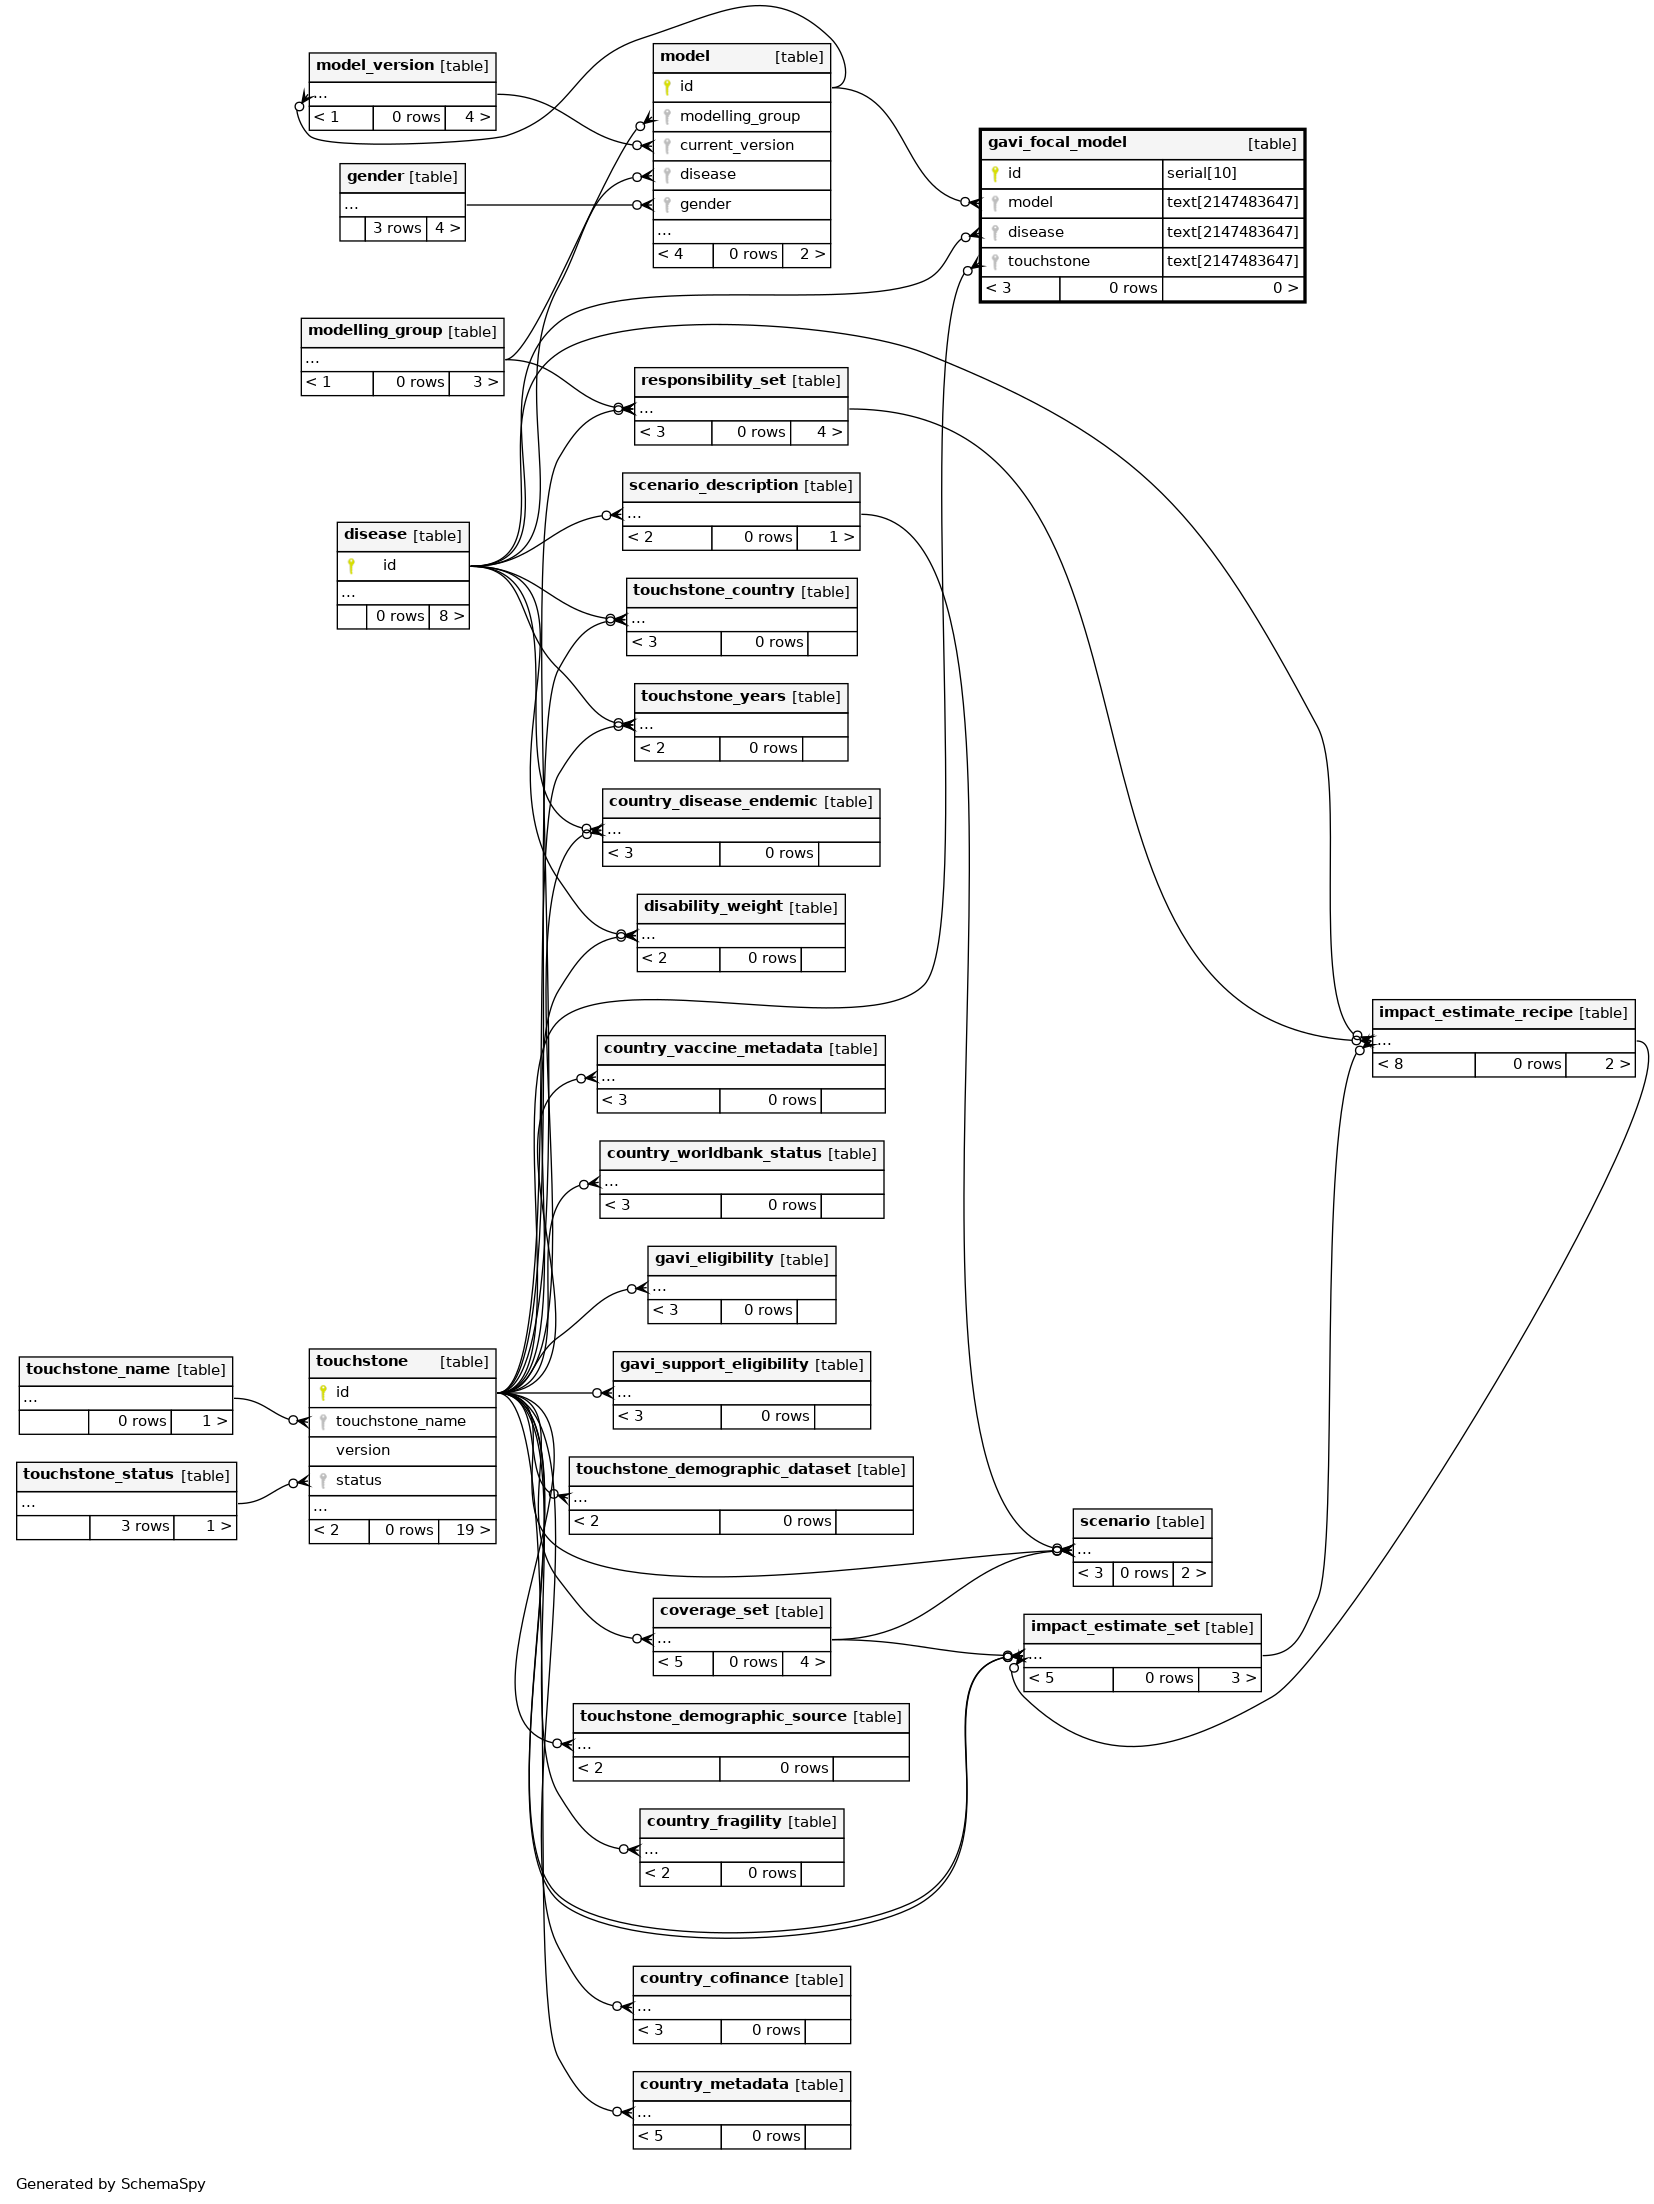 model_version [table]
...
< 1 0 rows 4 >
gender [table]
...
3 rows 4 >
model [table]
id
modelling_group
current_version
disease
gender
...
< 4 0 rows 2 >
gavi_focal_model [table]
id serial[10]
model text[2147483647]
disease text[2147483647]
touchstone text[2147483647]
< 3 0 rows 0 >
modelling_group [table]
...
< 1 0 rows 3 >
responsibility_set [table]
...
< 3 0 rows 4 >
scenario_description [table]
...
< 2 0 rows 1 >
disease [table]
id
...
0 rows 8 >
touchstone_country [table]
...
< 3 0 rows
touchstone_years [table]
...
< 2 0 rows
country_disease_endemic [table]
...
< 3 0 rows
disability_weight [table]
...
< 2 0 rows
impact_estimate_recipe [table]
...
< 8 0 rows 2 >
country_vaccine_metadata [table]
...
< 3 0 rows
country_worldbank_status [table]
...
< 3 0 rows
gavi_eligibility [table]
...
< 3 0 rows
gavi_support_eligibility [table]
...
< 3 0 rows
touchstone_name [table]
...
0 rows 1 >
touchstone_status [table]
...
3 rows 1 >
touchstone [table]
id
touchstone_name
version
status
...
< 2 0 rows 19 >
touchstone_demographic_dataset [table]
...
< 2 0 rows
scenario [table]
...
< 3 0 rows 2 >
coverage_set [table]
...
< 5 0 rows 4 >
impact_estimate_set [table]
...
< 5 0 rows 3 >
touchstone_demographic_source [table]
...
< 2 0 rows
country_fragility [table]
...
< 2 0 rows
country_cofinance [table]
...
< 3 0 rows
country_metadata [table]
...
< 5 0 rows
Generated by SchemaSpy